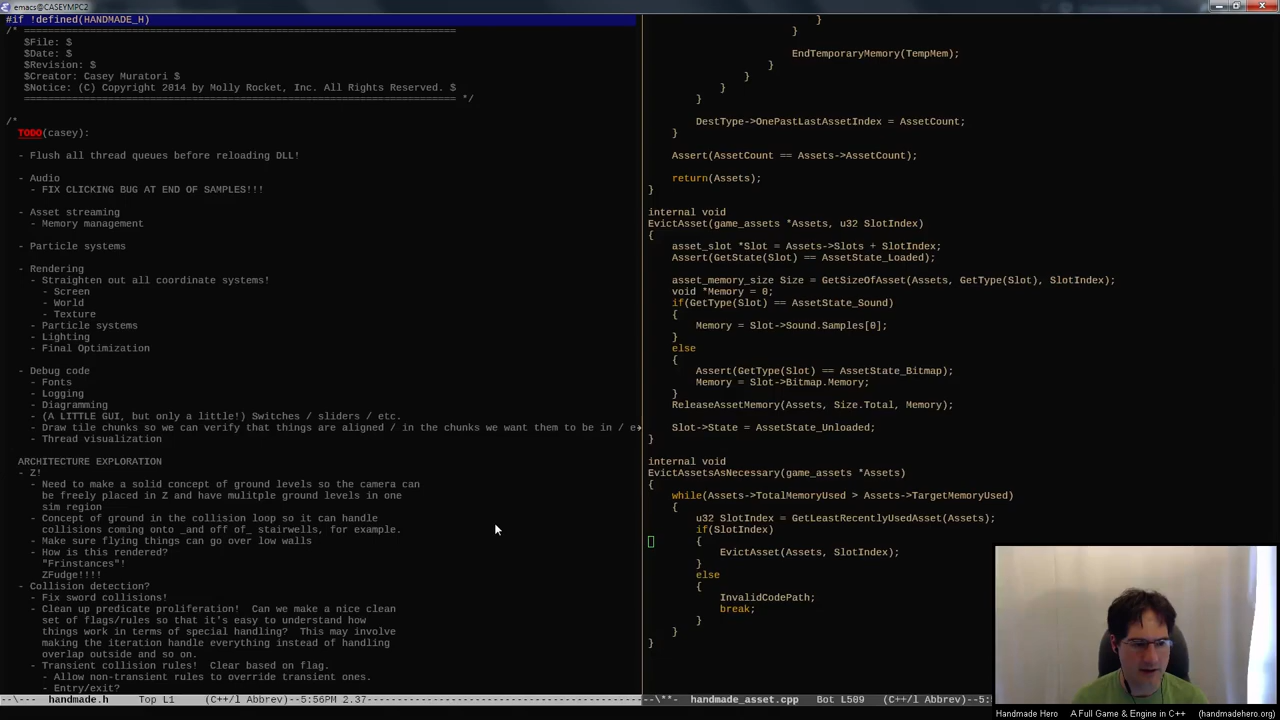 emacs@CASEYMPC2
#if !defined(HANDMADE_H)
/* ========================================================================
$File: $
$Date: $
$Revision: $
$Creator: Casey Muratori $
$Notice: (C) Copyright 2014 by Molly Rocket, Inc. All Rights Reserved. $
======================================================================== */
/*
TODO(casey):
- Flush all thread queues before reloading DLL!
- Audio
- FIX CLICKING BUG AT END OF SAMPLES!!!
- Asset streaming
- Memory management
- Particle systems
- Rendering
- Straighten out all coordinate systems!
- Screen
- World
- Texture
- Particle systems
- Lighting
- Final Optimization
- Debug code
- Fonts
- Logging
- Diagramming
- (A LITTLE GUI, but only a little!) Switches / sliders / etc.
- Draw tile chunks so we can verify that things are aligned / in the chunks we want them to be in / e
- Thread visualization
ARCHITECTURE EXPLORATION
- Z!
- Need to make a solid concept of ground levels so the camera can
be freely placed in Z and have mulitple ground levels in one
sim region
- Concept of ground in the collision loop so it can handle
collisions coming onto _and off of_ stairwells, for example.
- Make sure flying things can go over low walls
- How is this rendered?
"Frinstances"!
ZFudge!!!!
- Collision detection?
- Fix sword collisions!
- Clean up predicate proliferation!  Can we make a nice clean
set of flags/rules so that it's easy to understand how
things work in terms of special handling?  This may involve
making the iteration handle everything instead of handling
overlap outside and so on.
- Transient collision rules!  Clear based on flag.
- Allow non-transient rules to override transient ones.
- Entry/exit?
--\--- handmade.h Top L1 (C++/l Abbrev)--5:56PM 2.37
}
}
EndTemporaryMemory(TempMem);
}
}
}
}
DestType->OnePastLastAssetIndex = AssetCount;
}
Assert(AssetCount == Assets->AssetCount);
return(Assets);
}
internal void
EvictAsset(game_assets *Assets, u32 SlotIndex)
{
asset_slot *Slot = Assets->Slots + SlotIndex;
Assert(GetState(Slot) == AssetState_Loaded);
asset_memory_size Size = GetSizeOfAsset(Assets, GetType(Slot), SlotIndex);
void *Memory = 0;
if(GetType(Slot) == AssetState_Sound)
{
Memory = Slot->Sound.Samples[0];
}
else
{
Assert(GetType(Slot) == AssetState_Bitmap);
Memory = Slot->Bitmap.Memory;
}
ReleaseAssetMemory(Assets, Size.Total, Memory);
Slot->State = AssetState_Unloaded;
}
internal void
EvictAssetsAsNecessary(game_assets *Assets)
{
while(Assets->TotalMemoryUsed > Assets->TargetMemoryUsed)
{
u32 SlotIndex = GetLeastRecentlyUsedAsset(Assets);
if(SlotIndex)
{
EvictAsset(Assets, SlotIndex);
}
else
{
InvalidCodePath;
break;
}
}
}
--\**- handmade_asset.cpp Bot L509 (C++/l Abbrev)--5:
Handmade Hero A Full Game & Engine in C++ (handmadehero.org)